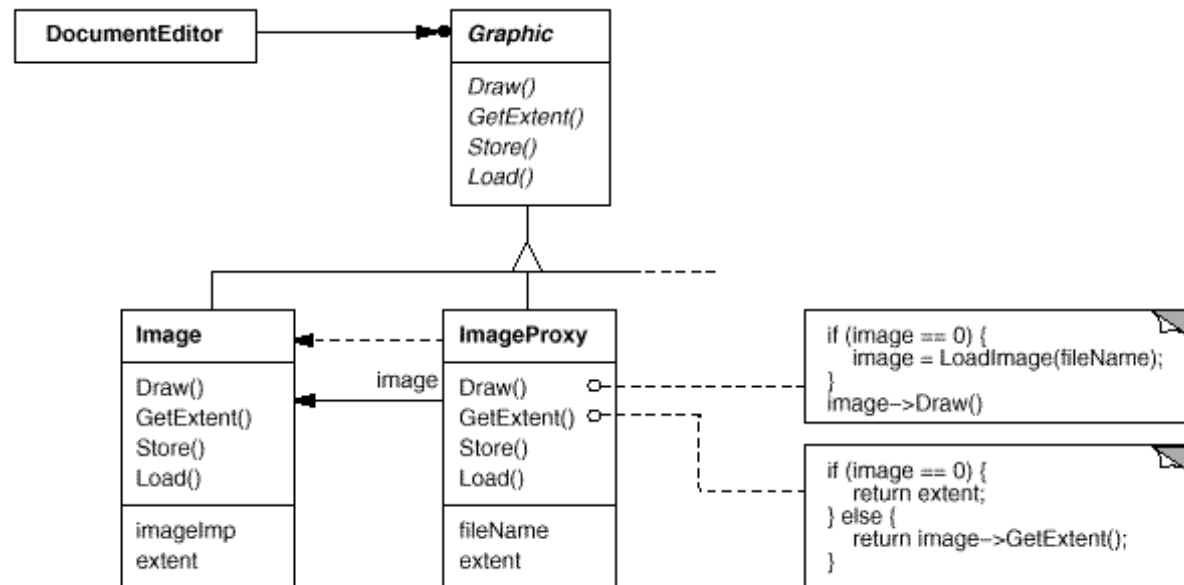 DocumentEditor
Graphic
Draw()
GetExtent()
Store()
Load()
Image
Draw()
GetExtent()
Store()
Load()
imageImp
extent
image
ImageProxy
Draw()
GetExtent()
Store()
Load()
fileName
extent
if (image == 0) {
image = LoadImage(fileName);
}
image->Draw()
if (image == 0) {
return extent;
} else {
return image->GetExtent();
}